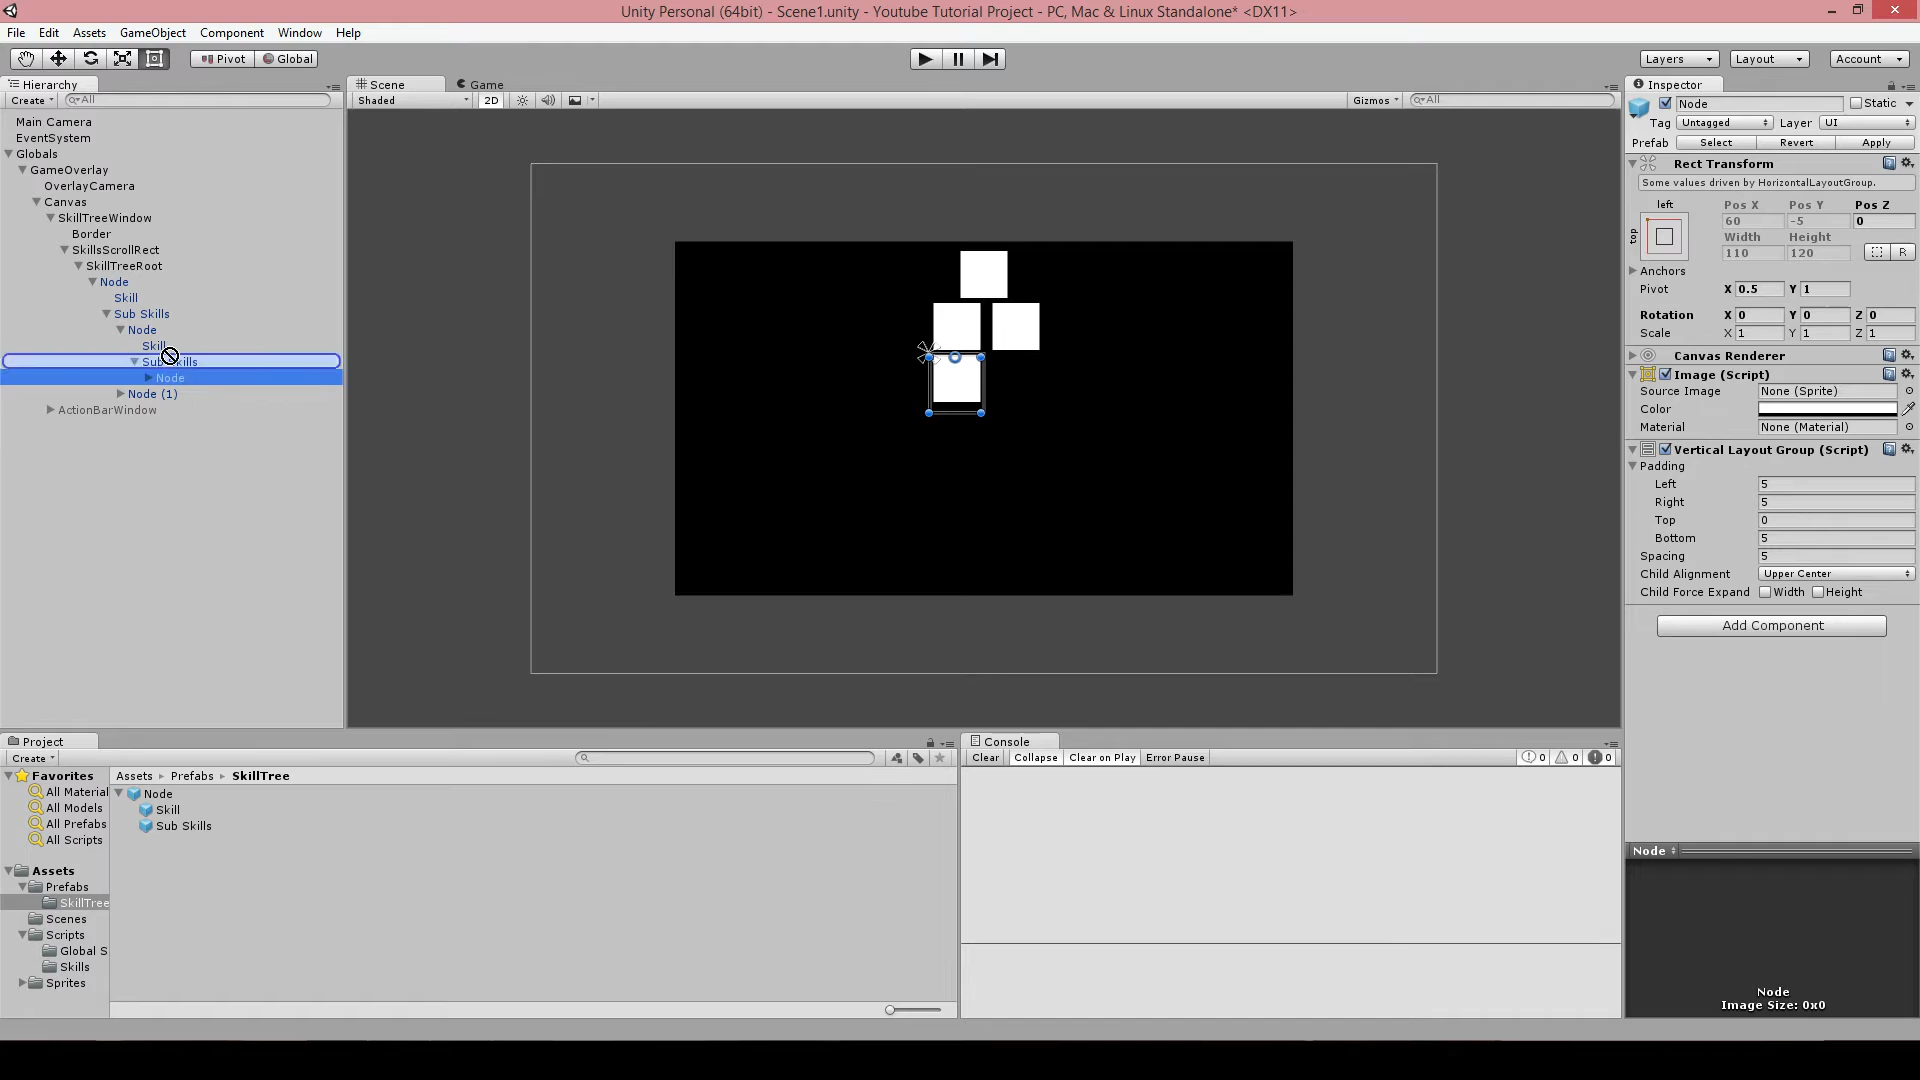 Unity Personal (64bit) - Scene1.unity - Youtube Tutorial Project - PC, Mac & Linux Standalone* <DX11>
File Edit Assets GameObject Component Window Help
Pivot Global Layers Layout Account
Hierarchy
Create All
Main Camera
EventSystem
Globals
GameOverlay
OverlayCamera
Canvas
SkillTreeWindow
Border
SkillsScrollRect
SkillTreeRoot
Node
Skill
Sub Skills
Node
Skill
Sub Skills
Node
Node (1)
ActionBarWindow
Scene Game
Shaded 2D Gizmos All
Inspector
Node Static
Tag Untagged Layer UI
Prefab Select Revert Apply
Rect Transform
Some values driven by HorizontalLayoutGroup.
left Pos X Pos Y Pos Z
top 60 -5 0
Width Height
110 120 R
Anchors
Pivot X 0.5 Y 1
Rotation X 0 Y 0 Z 0
Scale X 1 Y 1 Z 1
Canvas Renderer
Image (Script)
Source Image None (Sprite)
Color
Material None (Material)
Vertical Layout Group (Script)
Padding
Left 5
Right 5
Top 0
Bottom 5
Spacing 5
Child Alignment Upper Center
Child Force Expand Width Height
Add Component
Node
Node
Image Size: 0x0
Project
Create
Favorites
All Material
All Models
All Prefabs
All Scripts
Assets
Prefabs
SkillTree
Scenes
Scripts
Global S
Skills
Sprites
Assets Prefabs SkillTree
Node
Skill
Sub Skills
Console
Clear Collapse Clear on Play Error Pause 0 0 0